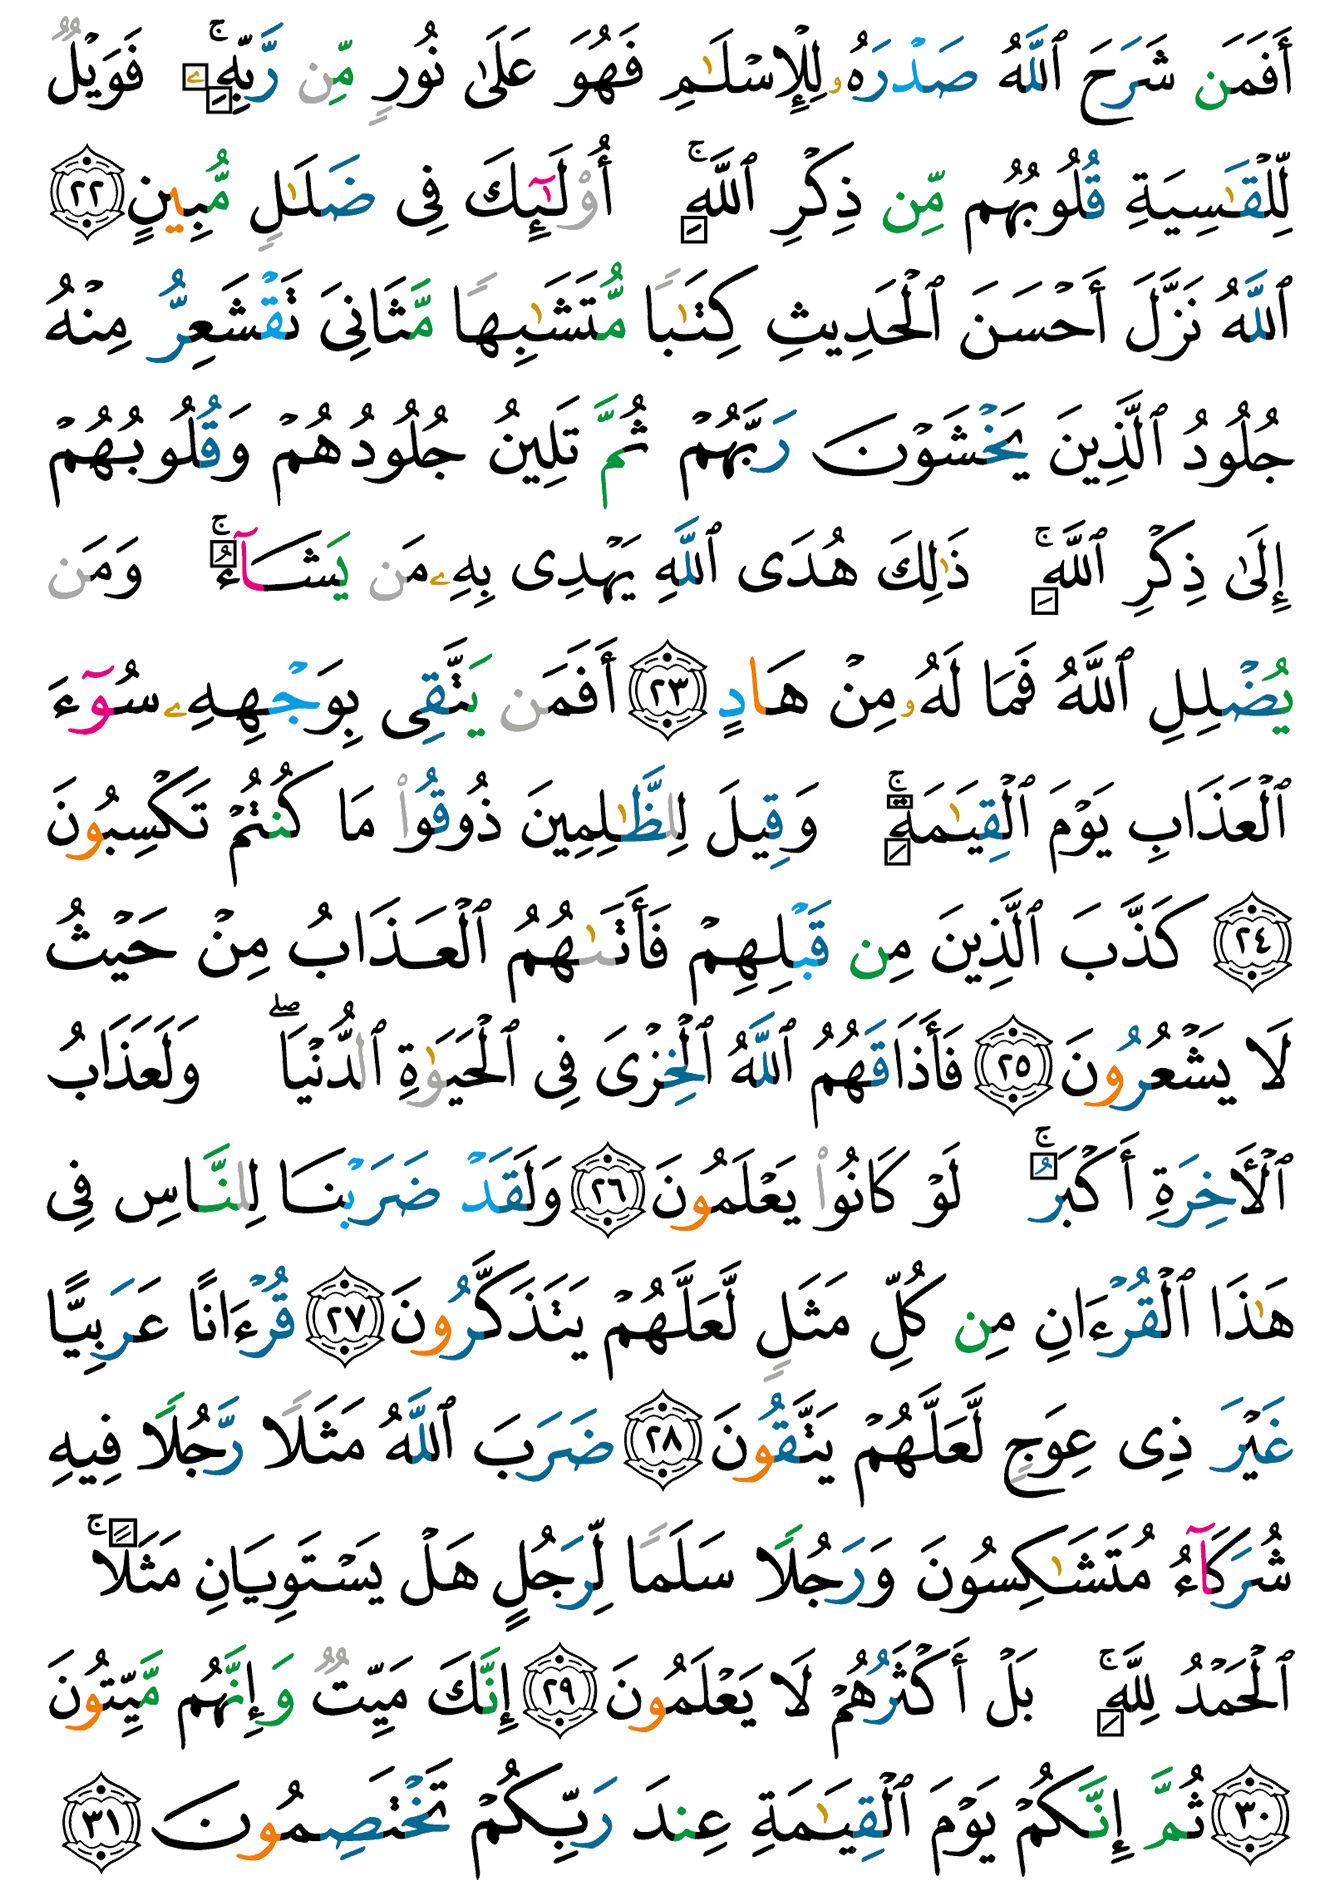 أَفَمَن شَرَحَ ٱللَّهُ صَدْرَهُۥ لِلْإِسْلَـٰمِ فَهُوَ عَلَىٰ نُورٍ مِّن رَّبِّهِۦ ۚ فَوَيْلٌ
لِّلْقَـٰسِيَةِ قُلُوبُهُم مِّن ذِكْرِ ٱللَّهِ ۚ أُو۟لَـٰٓئِكَ فِى ضَلَـٰلٍ مُّبِينٍ ٢٢
ٱللَّهُ نَزَّلَ أَحْسَنَ ٱلْحَدِيثِ كِتَـٰبًا مُّتَشَـٰبِهًا مَّثَانِىَ تَقْشَعِرُّ مِنْهُ
جُلُودُ ٱلَّذِينَ يَخْشَوْنَ رَبَّهُمْ ثُمَّ تَلِينُ جُلُودُهُمْ وَقُلُوبُهُمْ
إِلَىٰ ذِكْرِ ٱللَّهِ ۚ ذَٰلِكَ هُدَى ٱللَّهِ يَهْدِى بِهِۦ مَن يَشَآءُ ۚ وَمَن
يُضْلِلِ ٱللَّهُ فَمَا لَهُۥ مِنْ هَادٍ ٢٣ أَفَمَن يَتَّقِى بِوَجْهِهِۦ سُوٓءَ
ٱلْعَذَابِ يَوْمَ ٱلْقِيَـٰمَةِ ۚ وَقِيلَ لِلظَّـٰلِمِينَ ذُوقُوا۟ مَا كُنتُمْ تَكْسِبُونَ
٢٤ كَذَّبَ ٱلَّذِينَ مِن قَبْلِهِمْ فَأَتَىٰهُمُ ٱلْعَذَابُ مِنْ حَيْثُ
لَا يَشْعُرُونَ ٢٥ فَأَذَاقَهُمُ ٱللَّهُ ٱلْخِزْىَ فِى ٱلْحَيَوٰةِ ٱلدُّنْيَا ۖ وَلَعَذَابُ
ٱلْأَخِرَةِ أَكْبَرُ ۚ لَوْ كَانُوا۟ يَعْلَمُونَ ٢٦ وَلَقَدْ ضَرَبْنَا لِلنَّاسِ فِى
هَـٰذَا ٱلْقُرْءَانِ مِن كُلِّ مَثَلٍ لَّعَلَّهُمْ يَتَذَكَّرُونَ ٢٧ قُرْءَانًا عَرَبِيًّا
غَيْرَ ذِى عِوَجٍ لَّعَلَّهُمْ يَتَّقُونَ ٢٨ ضَرَبَ ٱللَّهُ مَثَلًا رَّجُلًا فِيهِ
شُرَكَآءُ مُتَشَـٰكِسُونَ وَرَجُلًا سَلَمًا لِّرَجُلٍ هَلْ يَسْتَوِيَانِ مَثَلًا ۚ
ٱلْحَمْدُ لِلَّهِ ۚ بَلْ أَكْثَرُهُمْ لَا يَعْلَمُونَ ٢٩ إِنَّكَ مَيِّتٌ وَإِنَّهُم مَّيِّتُونَ
٣٠ ثُمَّ إِنَّكُمْ يَوْمَ ٱلْقِيَـٰمَةِ عِندَ رَبِّكُمْ تَخْتَصِمُونَ ٣١